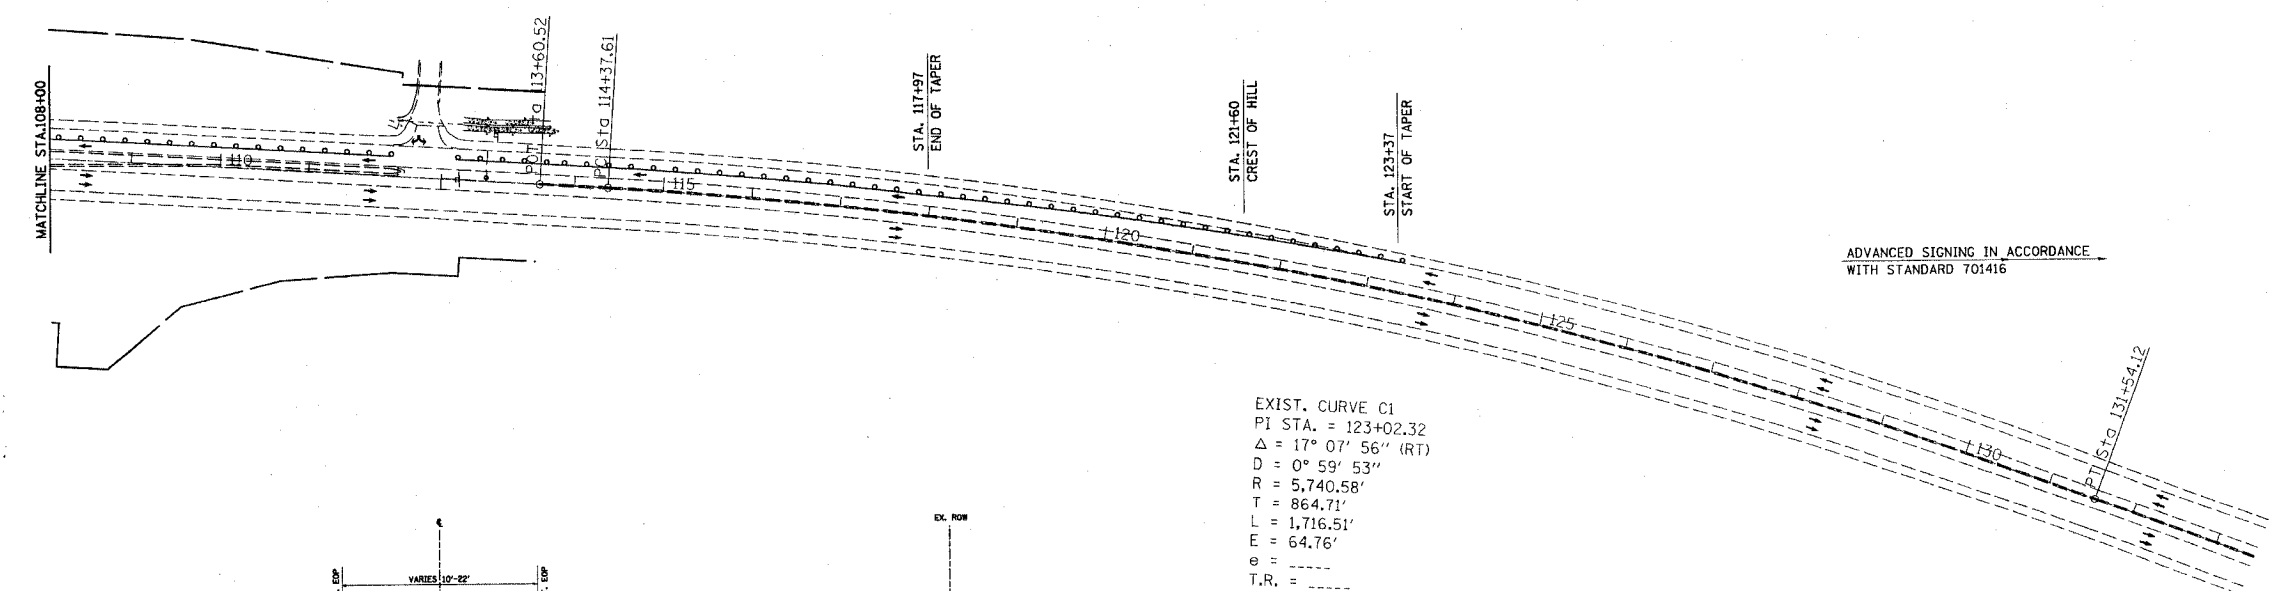 MATCHLINE STA.108+00
110
POT Sta 113+60.52
PC Sta 114+37.61
115
STA. 117+97
END OF TAPER
120
STA. 121+60
CREST OF HILL
STA. 123+37
START OF TAPER
125
ADVANCED SIGNING IN ACCORDANCE
WITH STANDARD 701416
130
PT Sta 131+54.12
EXIST. CURVE C1
PI STA. = 123+02.32
Δ = 17° 07' 56" (RT)
D = 0° 59' 53"
R = 5,740.58'
T = 864.71'
L = 1,716.51'
E = 64.76'
e = -----
T.R. = -----
EX. ROW
EOP
VARIES 10'-22'
EOP